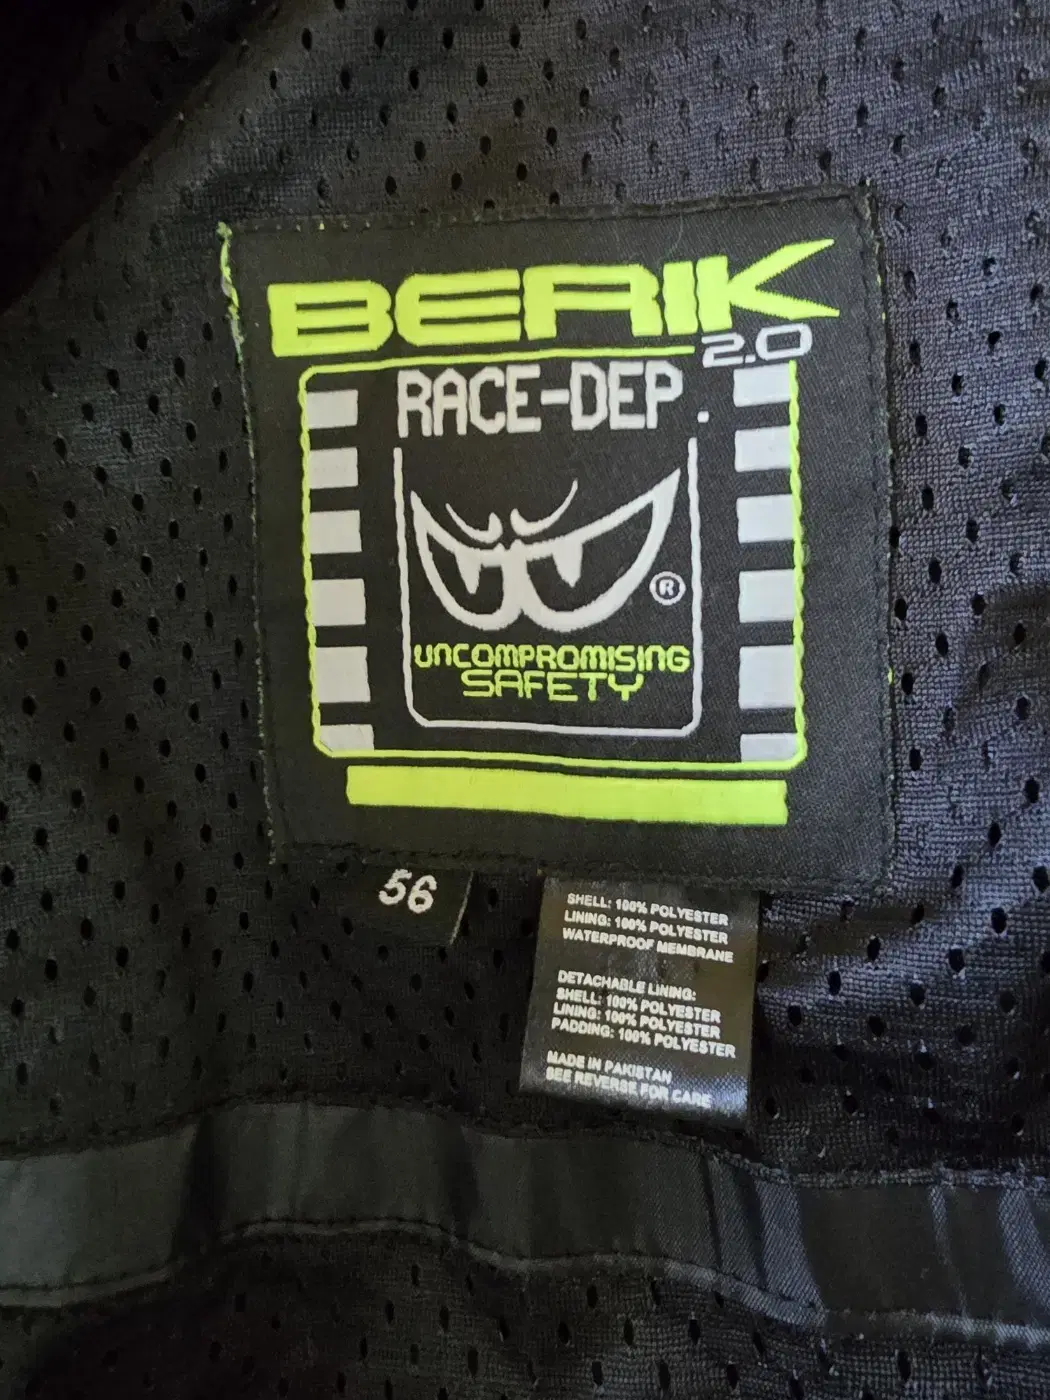 BERIK
2.0
RACE-DEP.
®
UNCOMPROMISING
SAFETY
56
SHELL: 100% POLYESTER
LINING: 100% POLYESTER
WATERPROOF MEMBRANE
DETACHABLE LINING:
SHELL: 100% POLYESTER
LINING: 100% POLYESTER
PADDING: 100% POLYESTER
MADE IN PAKISTAN
SEE REVERSE FOR CARE